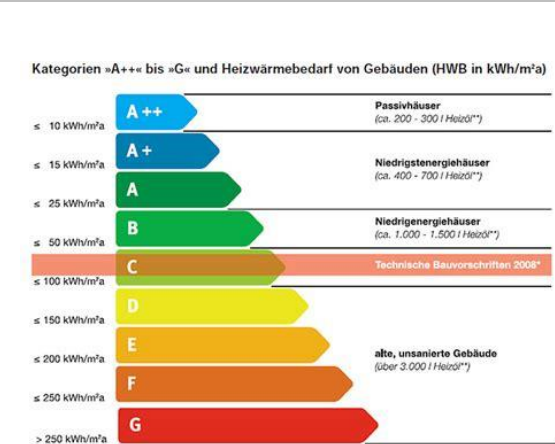 Kategorien »A++« bis »G« und Heizwärmebedarf von Gebäuden (HWB in kWh/m²a)
A ++
Passivhäuser
(ca. 200 - 300 l Heizöl**)
≤ 10 kWh/m²a
A +
≤ 15 kWh/m²a
Niedrigstenergiehäuser
(ca. 400 - 700 l Heizöl**)
A
≤ 25 kWh/m²a
B
Niedrigenergiehäuser
(ca. 1.000 - 1.500 l Heizöl**)
≤ 50 kWh/m²a
C
Technische Bauvorschriften 2008*
≤ 100 kWh/m²a
D
≤ 150 kWh/m²a
E
alte, unsanierte Gebäude
(über 3.000 l Heizöl**)
≤ 200 kWh/m²a
F
≤ 250 kWh/m²a
G
> 250 kWh/m²a